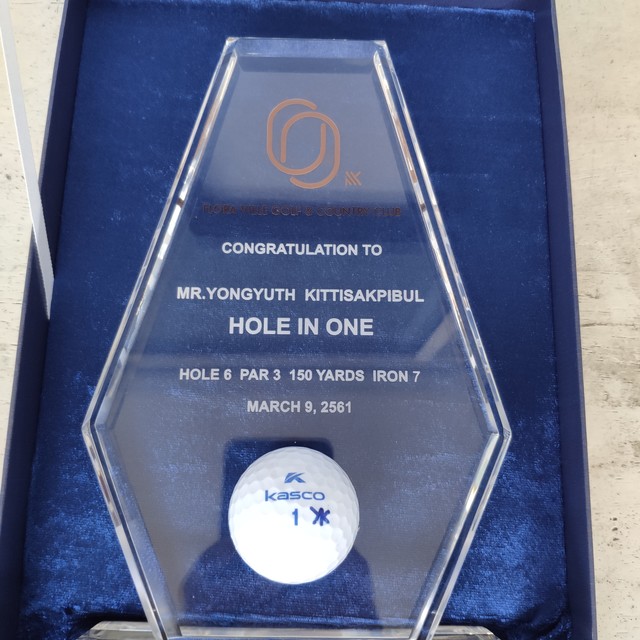 CONGRATULATION TO
MR.YONGYUTH KITTISAKPIBUL
HOLE IN ONE
HOLE 6 PAR 3 150 YARDS IRON 7
MARCH 9, 2561
kasco
1